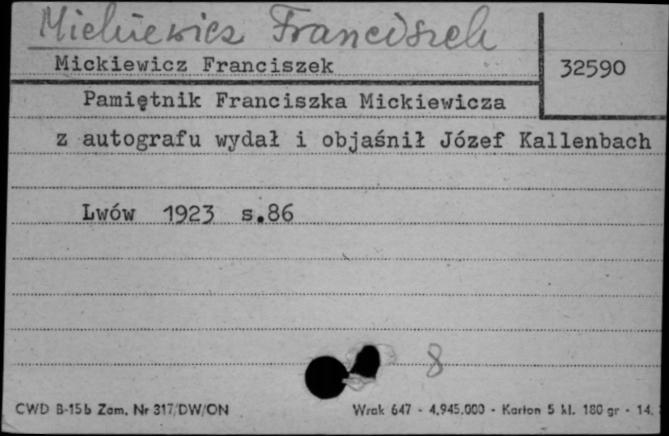 Mickiewicz Franciszek
Mickiewicz Franciszek
32590
Pamiętnik Franciszka Mickiewicza
z autografu wydał i objaśnił Józef Kallenbach
Lwów 1923 s.86
8
CWD B-15b Zam. Nr 317/DW/ON
Wrak 647 - 4.945.000 - Karton 5 kl. 180 gr - 14.